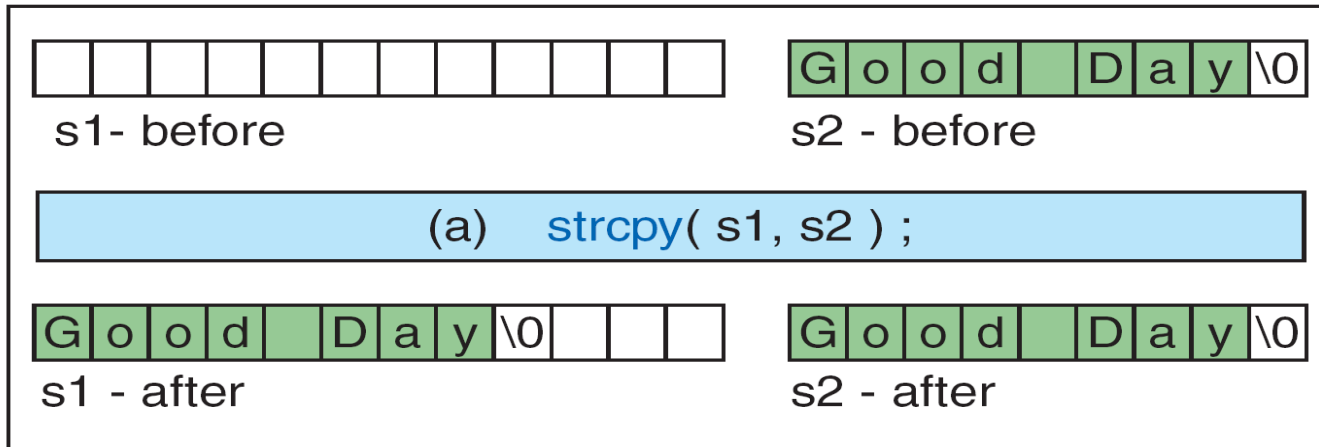 Good Day\0
s1- before s2 - before
(a) strcpy( s1, s2 ) ;
Good Day\0 Good Day\0
s1 - after s2 - after